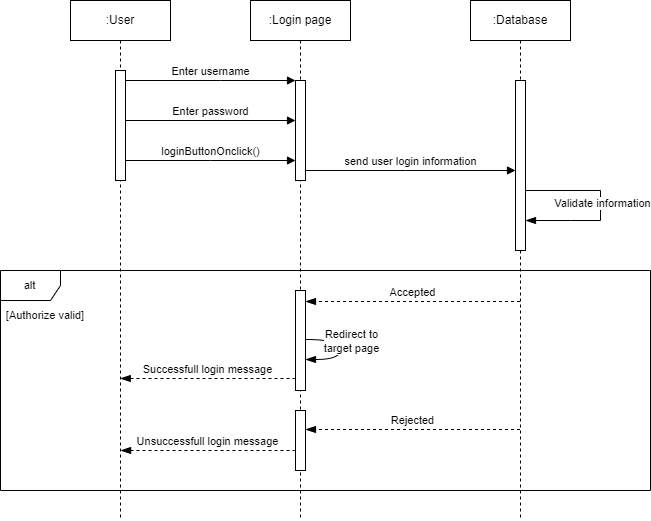 :User
:Login page
:Database
Enter username
Enter password
loginButtonOnclick()
send user login information
Validate information
alt
Accepted
[Authorize valid]
Redirect to
target page
Successfull login message
Rejected
Unsuccessfull login message